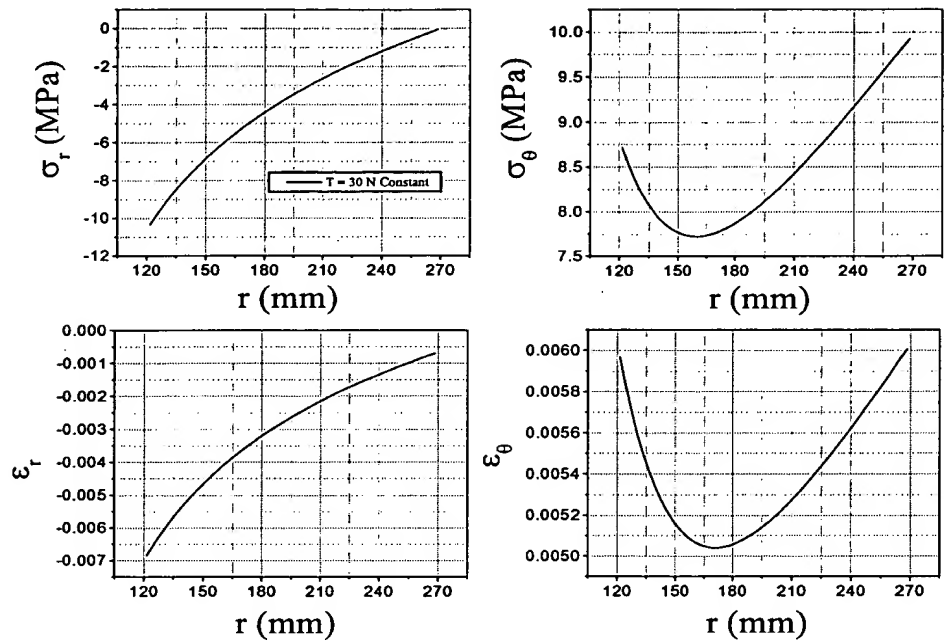 σr (MPa)
0
-2
-4
-6
-8
-10
-12
T = 30 N Constant
120 150 180 210 240 270
r (mm)
σθ (MPa)
10.0
9.5
9.0
8.5
8.0
7.5
120 150 180 210 240 270
r (mm)
εr
0.000
-0.001
-0.002
-0.003
-0.004
-0.005
-0.006
-0.007
120 150 180 210 240 270
r (mm)
εθ
0.0060
0.0058
0.0056
0.0054
0.0052
0.0050
120 150 180 210 240 270
r (mm)